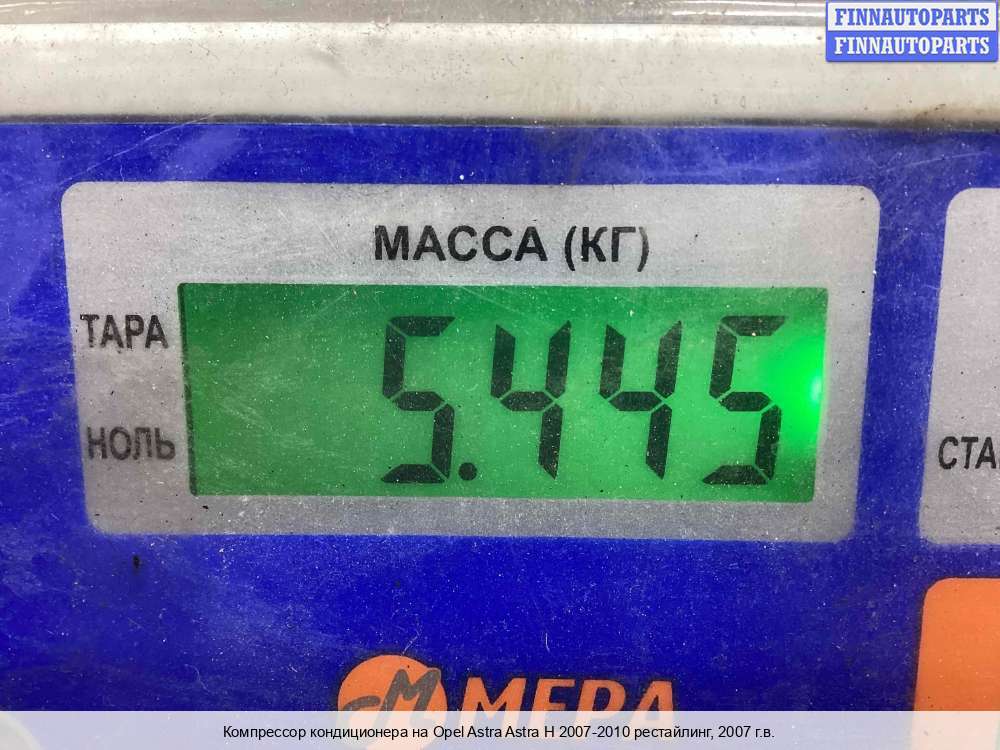 FINNAUTOPARTS
FINNAUTOPARTS
МАССА (КГ)
ТАРА
5.445
НОЛЬ
МЕРА
Компрессор кондиционера на Opel Astra Astra H 2007-2010 рестайлинг, 2007 г.в.